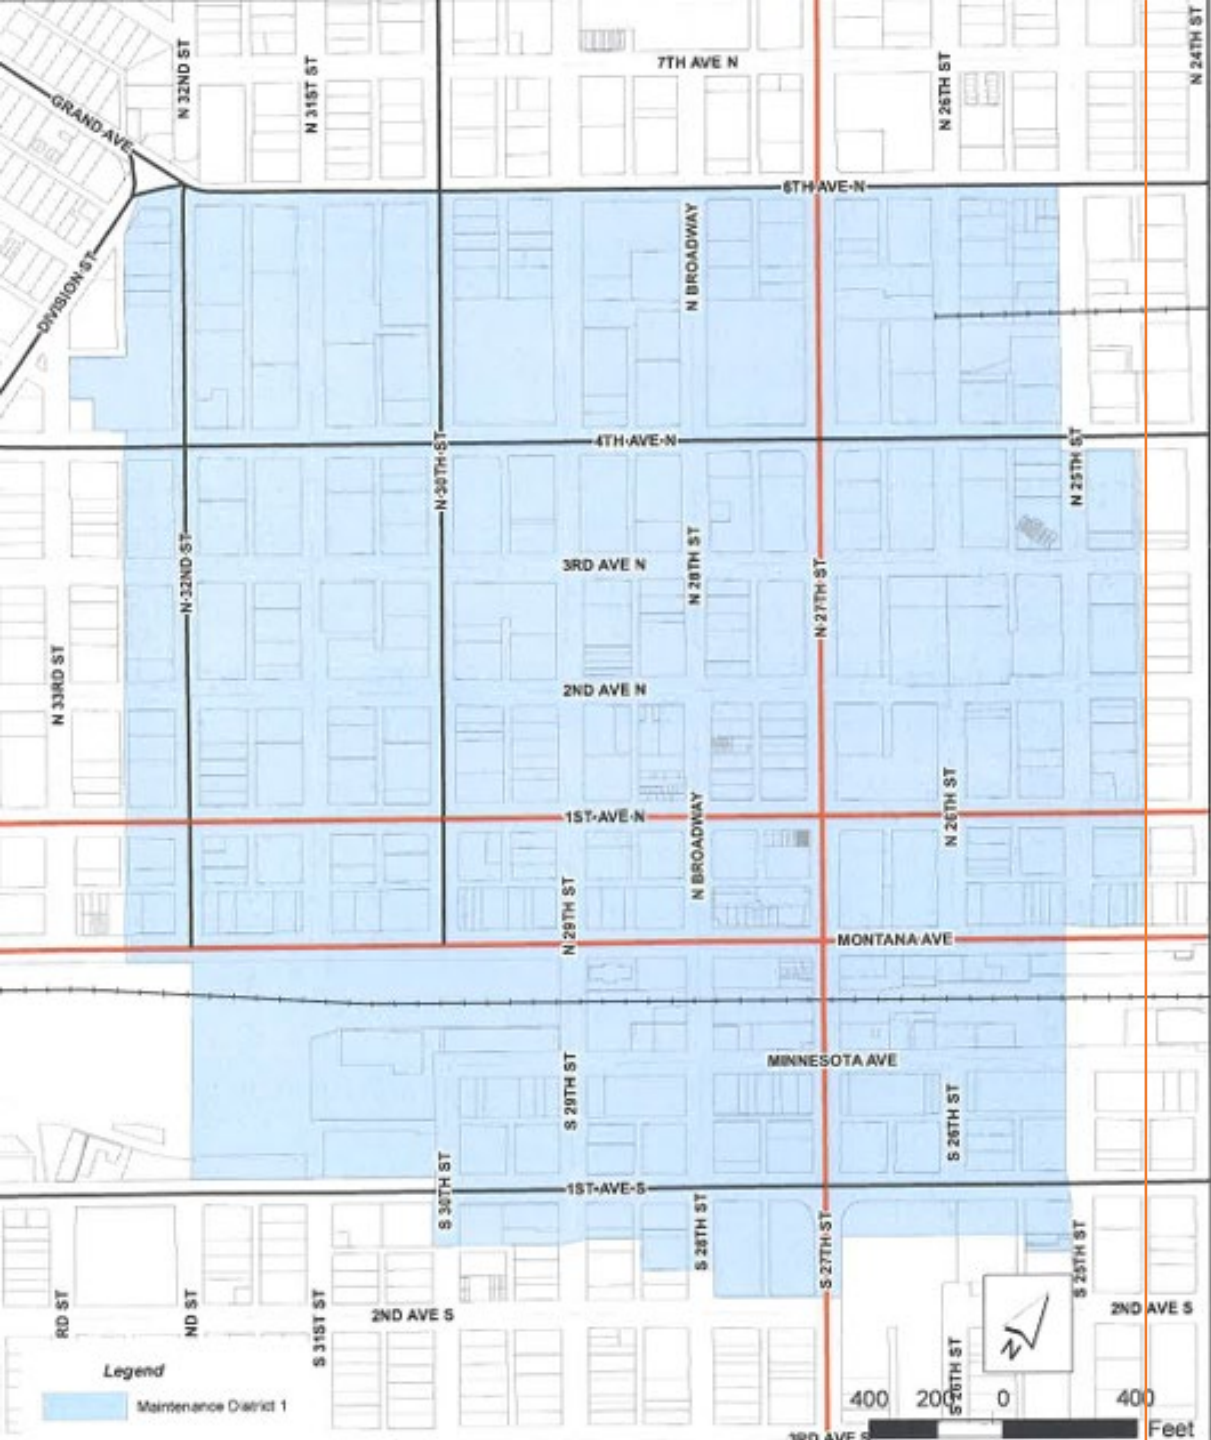 N 24TH ST
N 32ND ST
N 31ST ST
7TH AVE N
N 26TH ST
GRAND AVE
6TH AVE N
N BROADWAY
DIVISION ST
4TH AVE N
N 30TH ST
N 25TH ST
N 32ND ST
3RD AVE N
N 28TH ST
N 27TH ST
N 33RD ST
2ND AVE N
1ST AVE N
N 26TH ST
N BROADWAY
N 29TH ST
MONTANA AVE
MINNESOTA AVE
S 29TH ST
S 26TH ST
S 30TH ST
1ST AVE S
S 28TH ST
S 27TH ST
S 25TH ST
RD ST
ND ST
S 31ST ST
2ND AVE S
2ND AVE S
N
S 26TH ST
Legend
Maintenance District 1
400 200 0 400
Feet
3RD AVE S